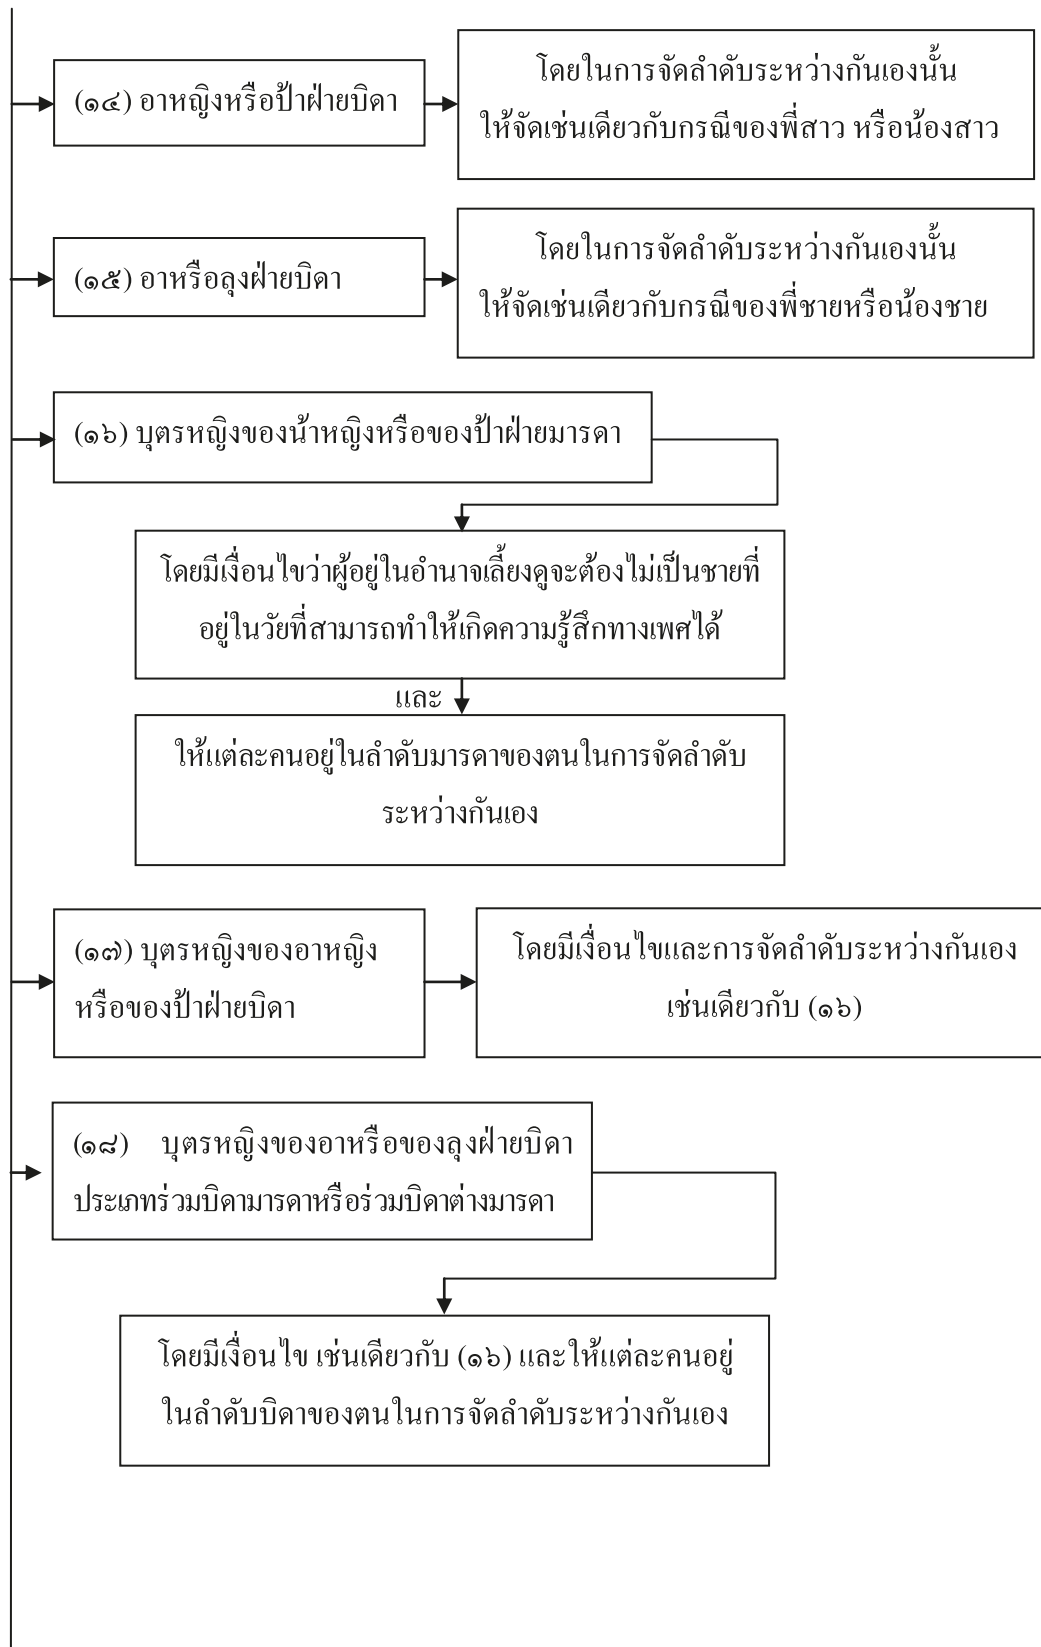 (๑๔) อาหญิงหรือป้าฝ่ายบิดา
โดยในการจัดลำดับระหว่างกันเองนั้น
ให้จัดเช่นเดียวกับกรณีของพี่สาว หรือน้องสาว
(๑๕) อาหรือลุงฝ่ายบิดา
โดยในการจัดลำดับระหว่างกันเองนั้น
ให้จัดเช่นเดียวกับกรณีของพี่ชายหรือน้องชาย
(๑๖) บุตรหญิงของน้าหญิงหรือของป้าฝ่ายมารดา
โดยมีเงื่อนไขว่าผู้อยู่ในอำนาจเลี้ยงดูจะต้องไม่เป็นชายที่
อยู่ในวัยที่สามารถทำให้เกิดความรู้สึกทางเพศได้
และ
ให้แต่ละคนอยู่ในลำดับมารดาของตนในการจัดลำดับ
ระหว่างกันเอง
(๑๗) บุตรหญิงของอาหญิง
หรือของป้าฝ่ายบิดา
โดยมีเงื่อนไขและการจัดลำดับระหว่างกันเอง
เช่นเดียวกับ (๑๖)
(๑๘) บุตรหญิงของอาหรือของลุงฝ่ายบิดา
ประเภทร่วมบิดามารดาหรือร่วมบิดาต่างมารดา
โดยมีเงื่อนไข เช่นเดียวกับ (๑๖) และให้แต่ละคนอยู่
ในลำดับบิดาของตนในการจัดลำดับระหว่างกันเอง